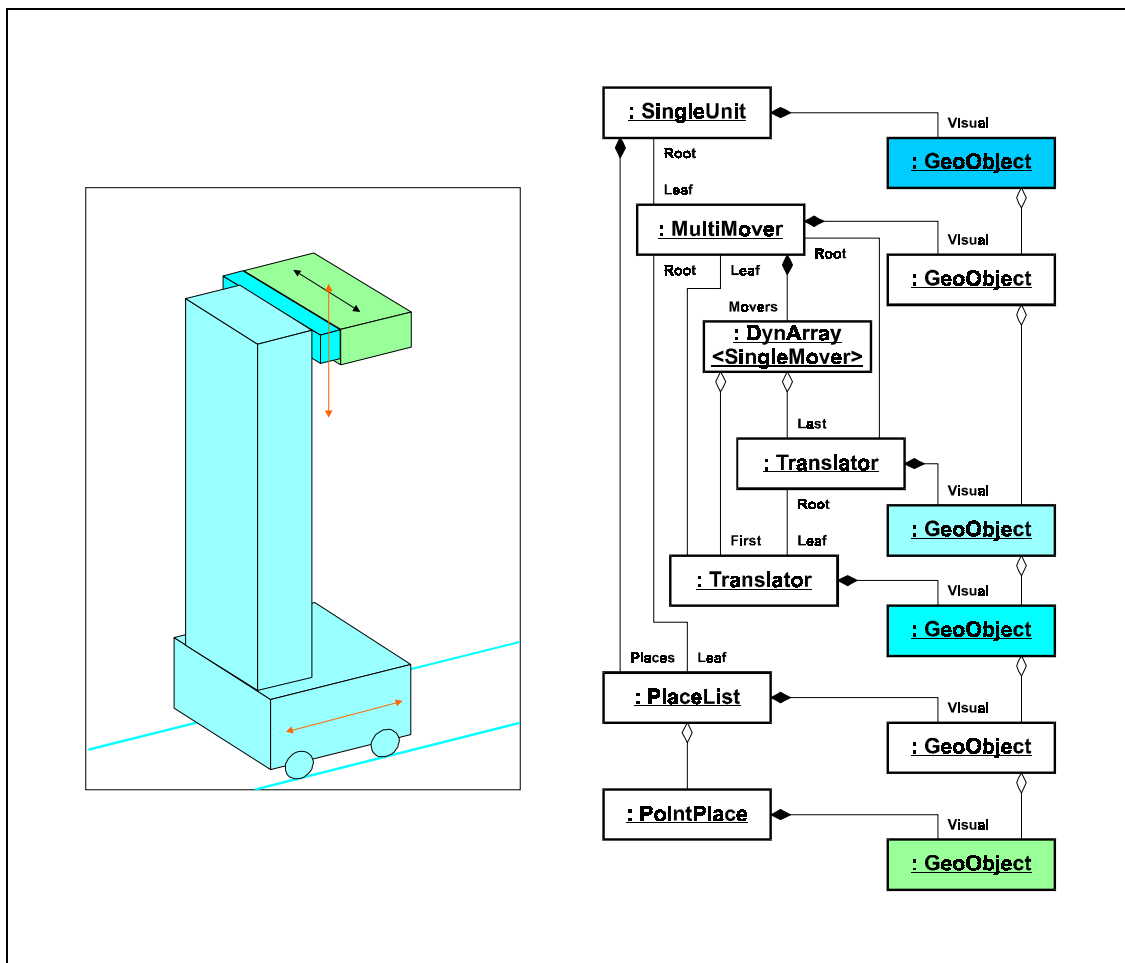 : SingleUnit
Visual
Root
: GeoObject
Leaf
: MultiMover
Visual
Root
Root
Leaf
: GeoObject
Movers
: DynArray
<SingleMover>
Last
: Translator
Visual
Root
: GeoObject
First
Leaf
: Translator
Visual
: GeoObject
Places
Leaf
: PlaceList
Visual
: GeoObject
: PointPlace
Visual
: GeoObject